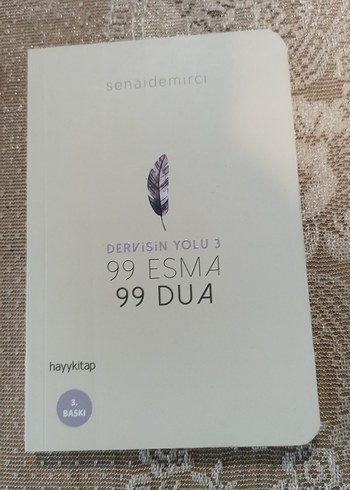 senaidemirci
DERVİŞİN YOLU 3
99 ESMA
99 DUA
hayykitap
3.
BASKI